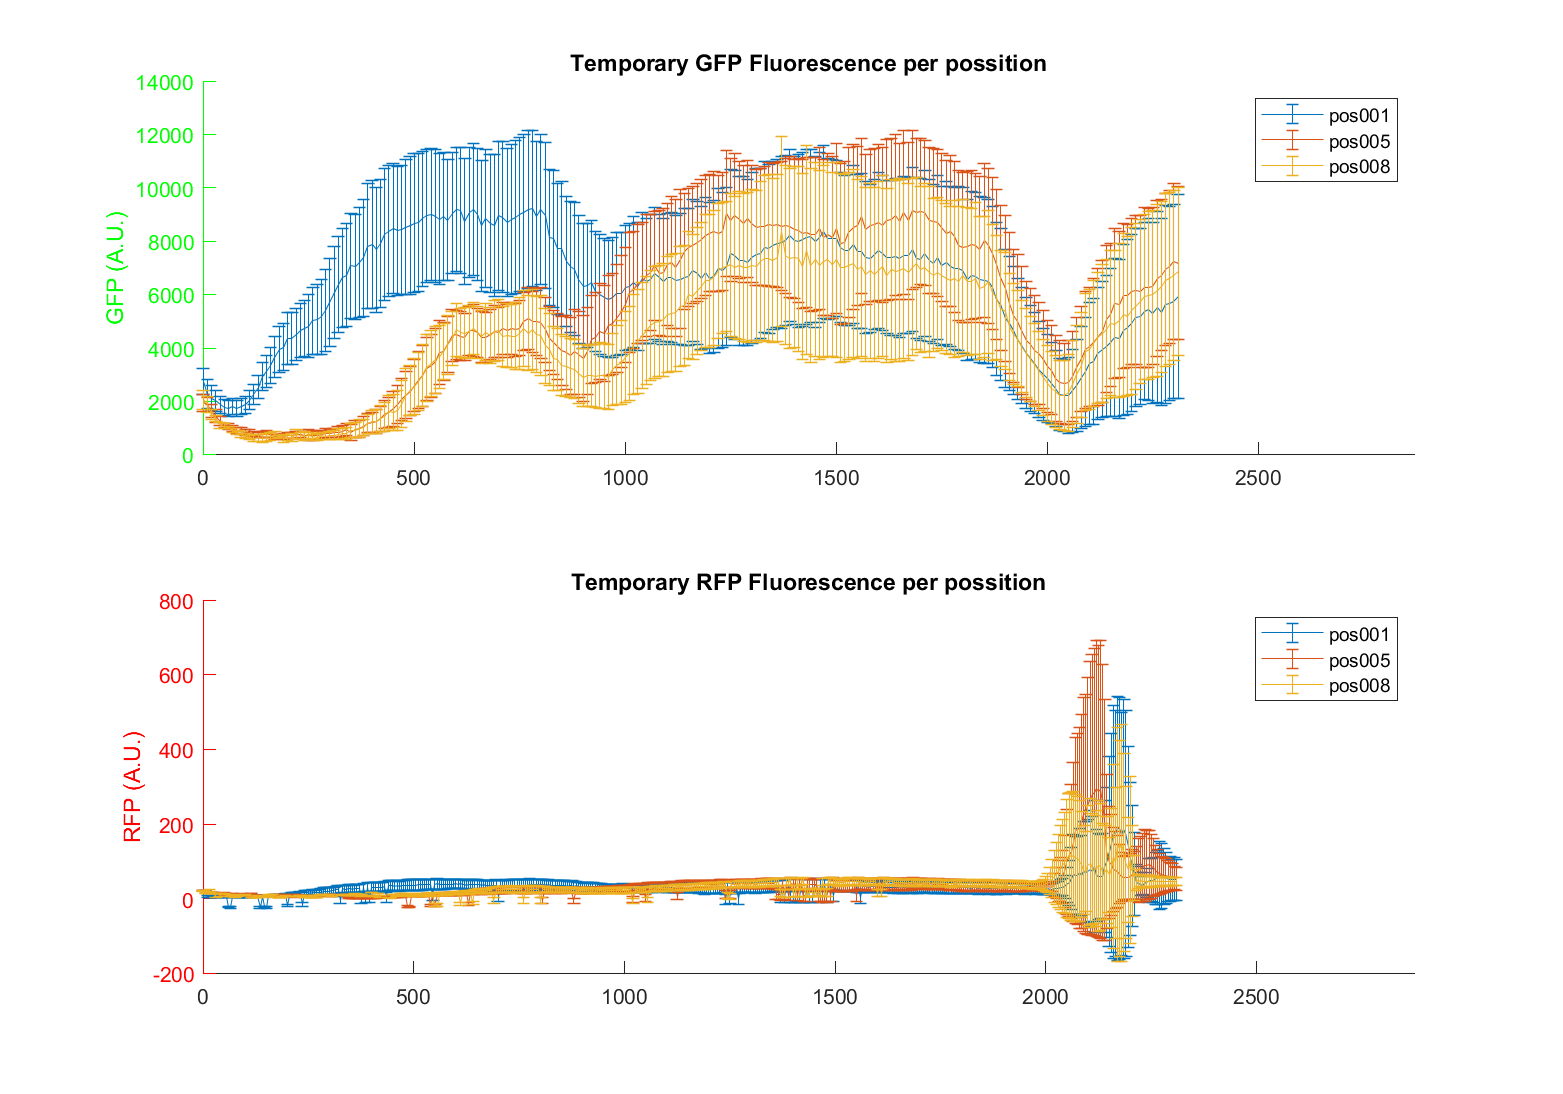 Temporary GFP Fluorescence per possition
GFP (A.U.)
14000
12000
10000
8000
6000
4000
2000
0
0 500 1000 1500 2000 2500
pos001
pos005
pos008
Temporary RFP Fluorescence per possition
RFP (A.U.)
800
600
400
200
0
-200
0 500 1000 1500 2000 2500
pos001
pos005
pos008